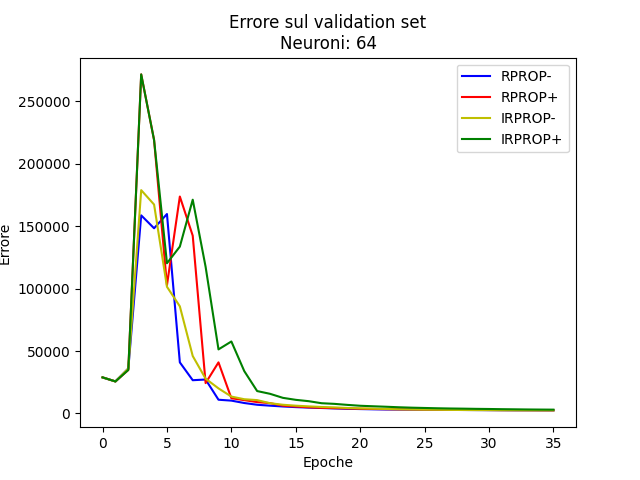 Errore sul validation set
Neuroni: 64
RPROP-
RPROP+
IRPROP-
IRPROP+
Errore
250000
200000
150000
100000
50000
0
0 5 10 15 20 25 30 35
Epoche